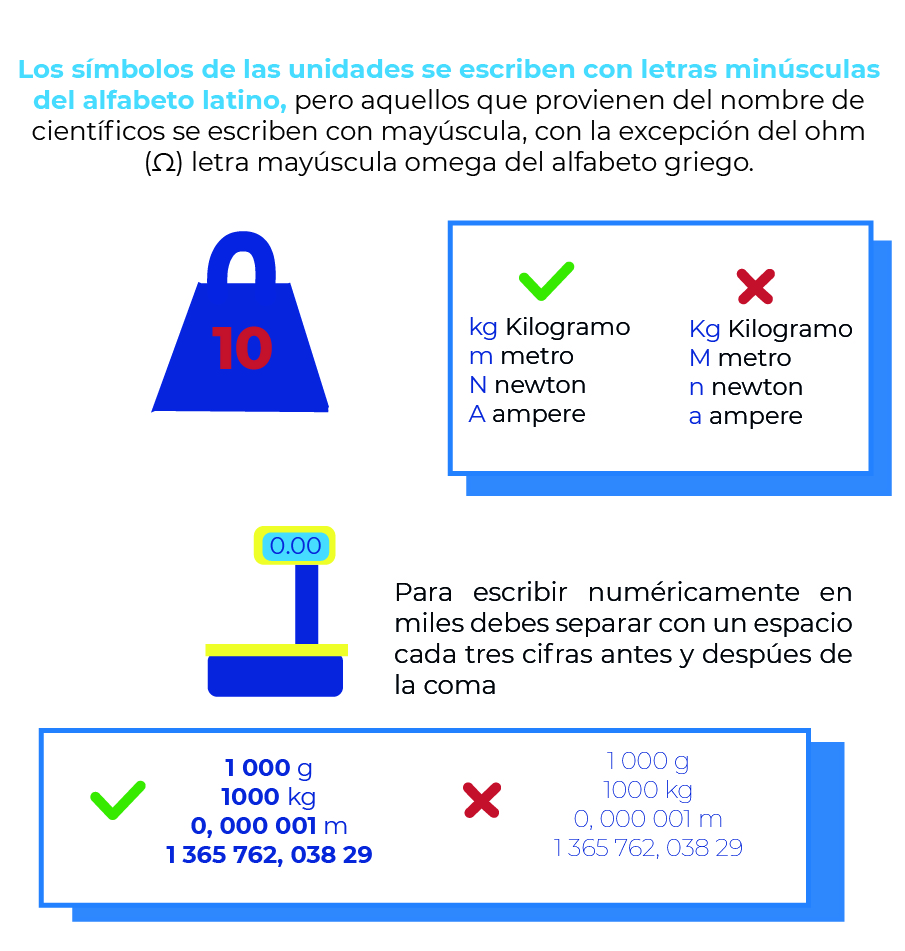 Los símbolos de las unidades se escriben con letras minúsculas
del alfabeto latino, pero aquellos que provienen del nombre de
científicos se escriben con mayúscula, con la excepción del ohm
(Ω) letra mayúscula omega del alfabeto griego.
10
kg Kilogramo
m metro
N newton
A ampere
Kg Kilogramo
M metro
n newton
a ampere
0.00
Para escribir numéricamente en
miles debes separar con un espacio
cada tres cifras antes y despúes de
la coma
1 000 g
1000 kg
0, 000 001 m
1 365 762, 038 29
1 000 g
1000 kg
0, 000 001 m
1 365 762, 038 29